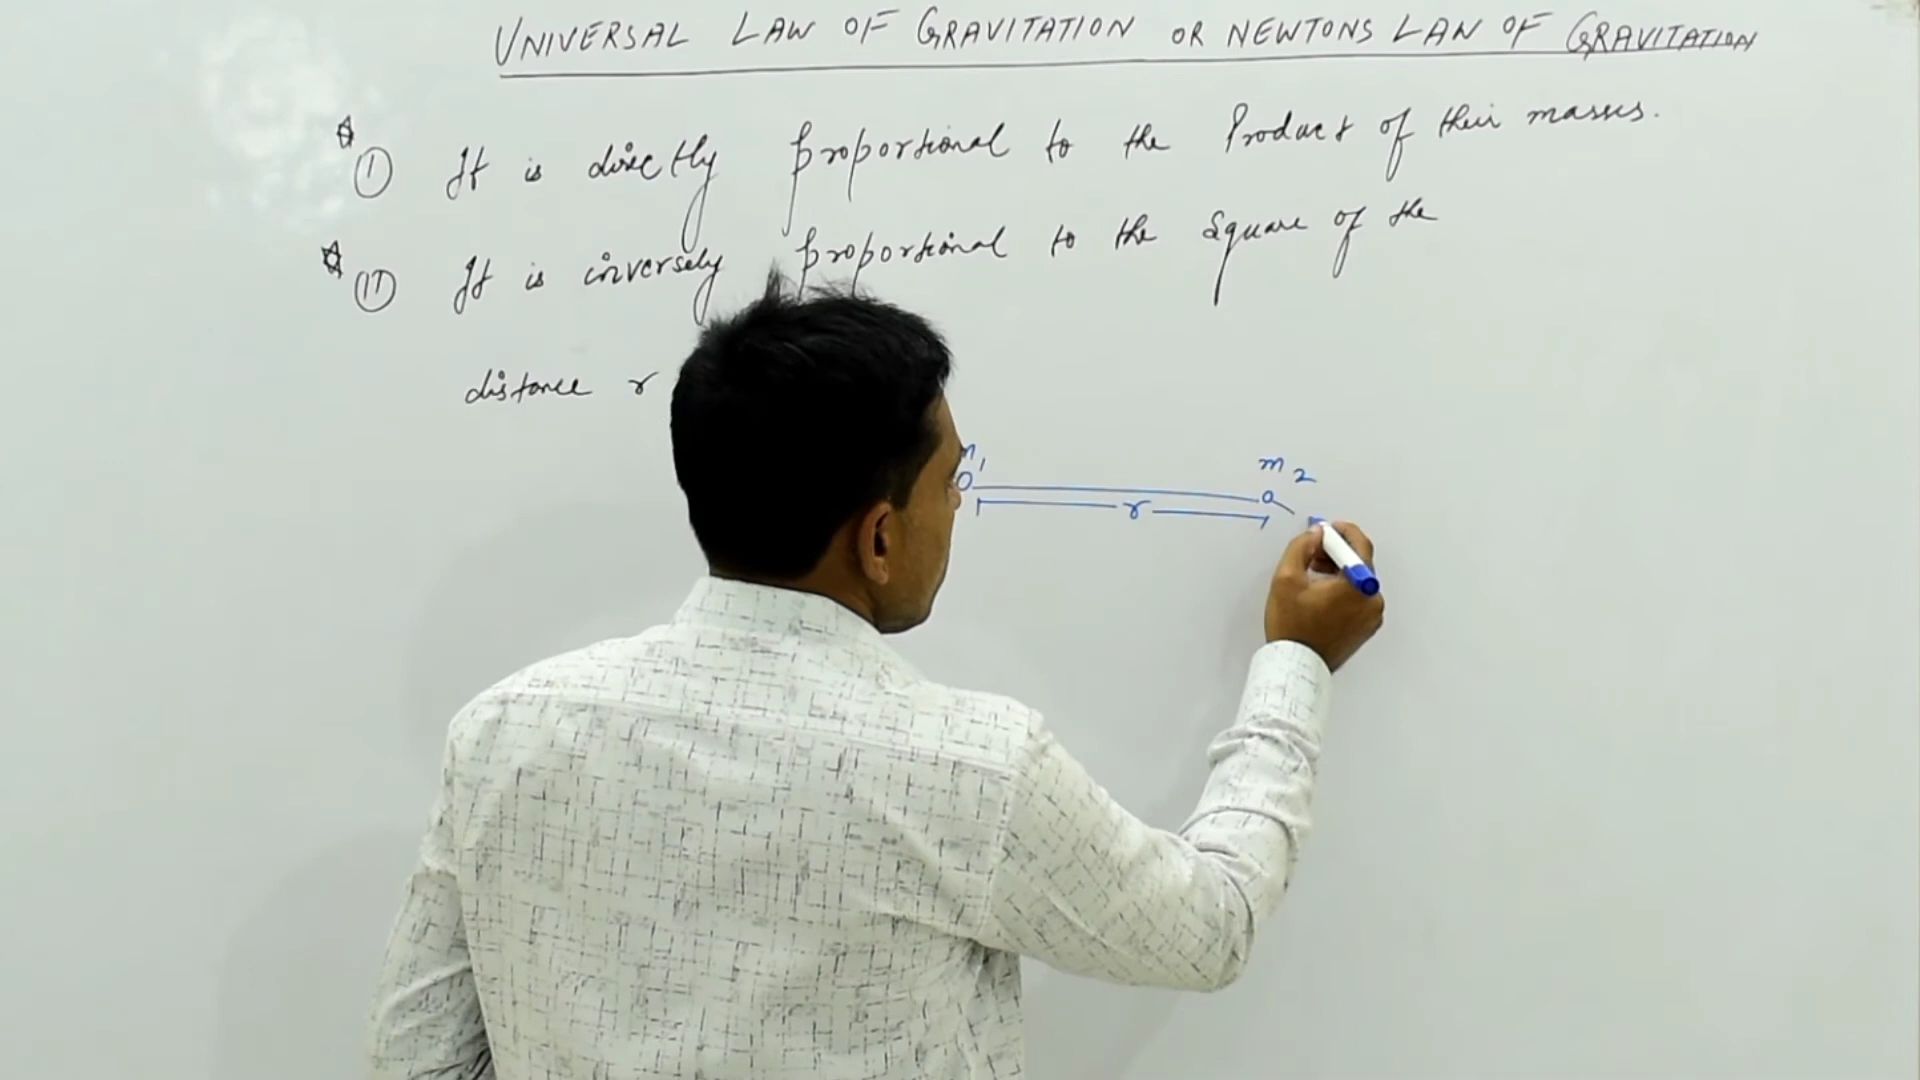 UNIVERSAL LAW OF GRAVITATION OR NEWTONS LAN OF GRAVITATION
I It is directly proportional to the Product of their masses.
II It is inversely proportional to the Square of the
distance r
m1 m2
r